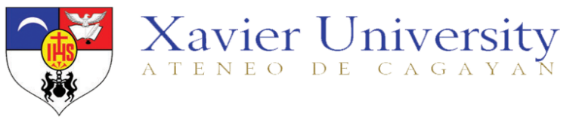 Xavier University
ATENEO DE CAGAYAN
IHS